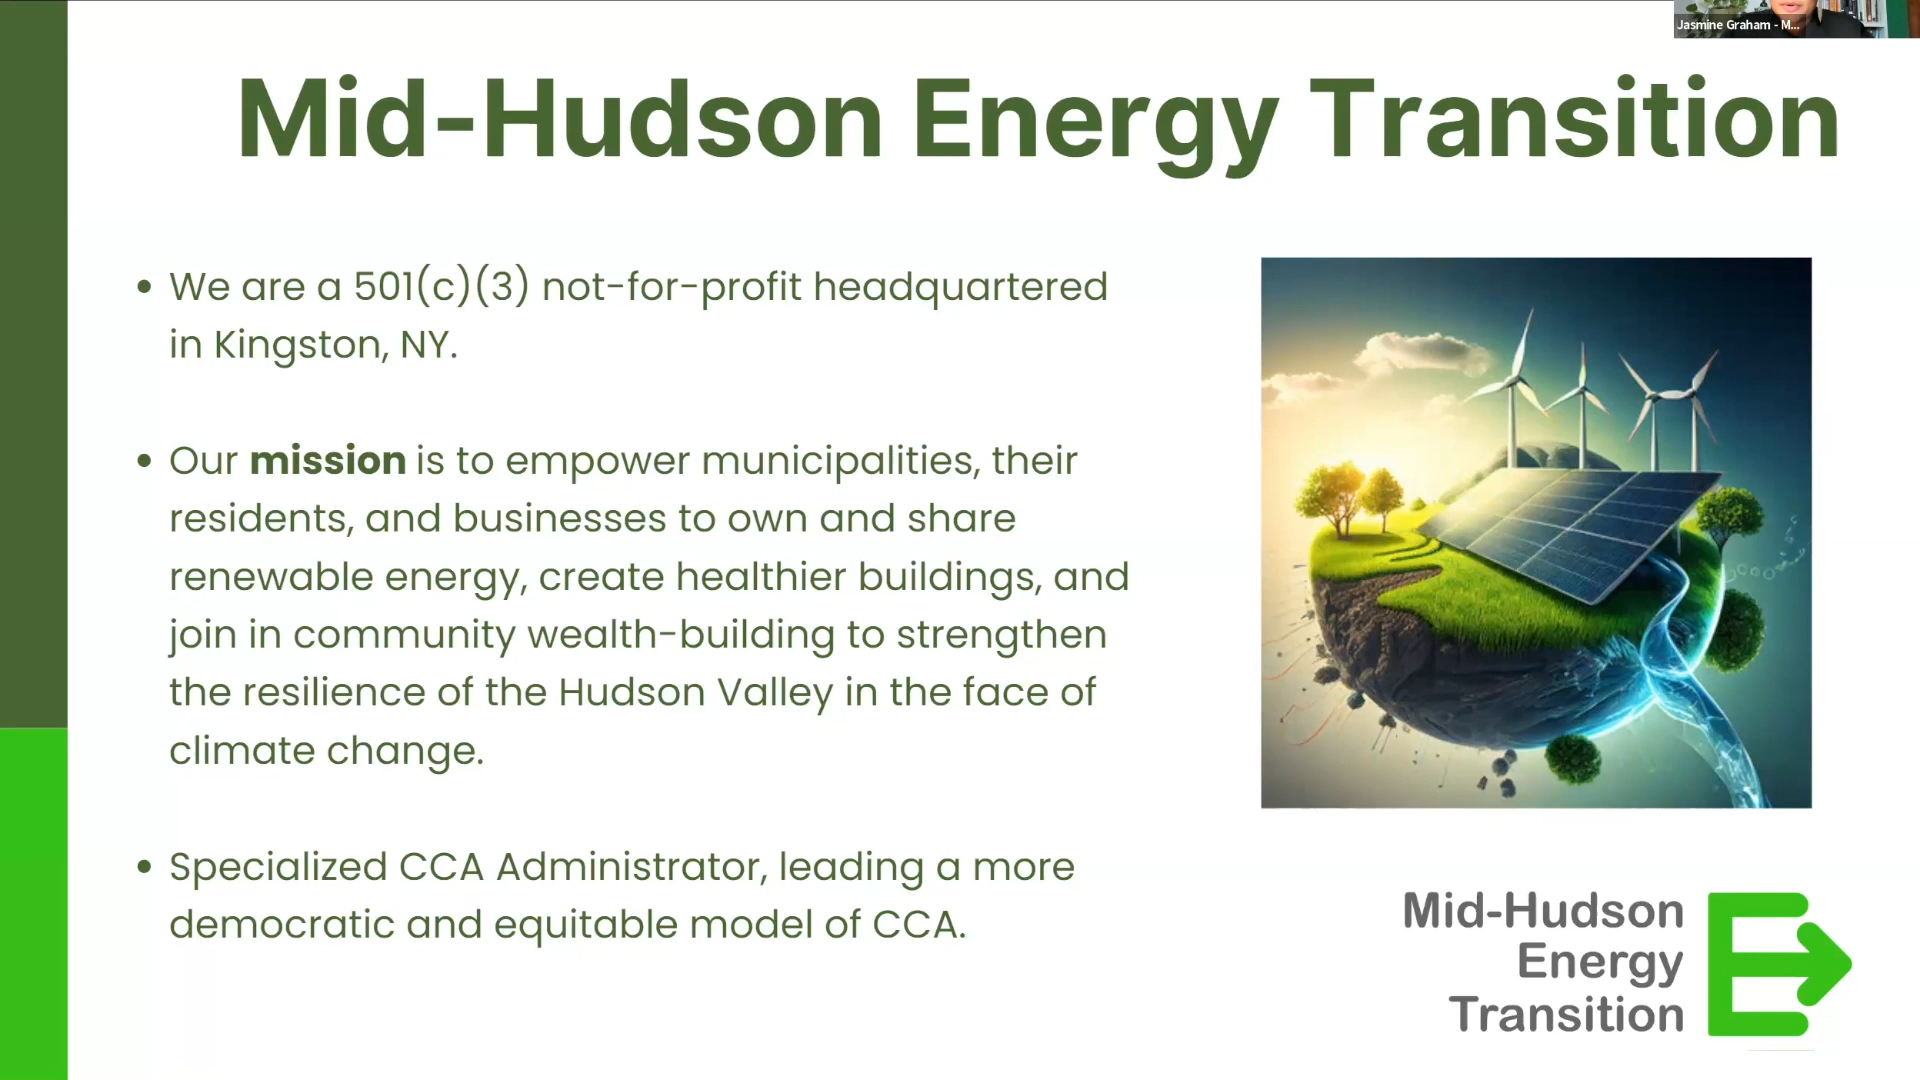 Jasmine Graham - M...
Mid-Hudson Energy Transition
• We are a 501(c)(3) not-for-profit headquartered
in Kingston, NY.
• Our mission is to empower municipalities, their
residents, and businesses to own and share
renewable energy, create healthier buildings, and
join in community wealth-building to strengthen
the resilience of the Hudson Valley in the face of
climate change.
• Specialized CCA Administrator, leading a more
democratic and equitable model of CCA.
Mid-Hudson
Energy
Transition